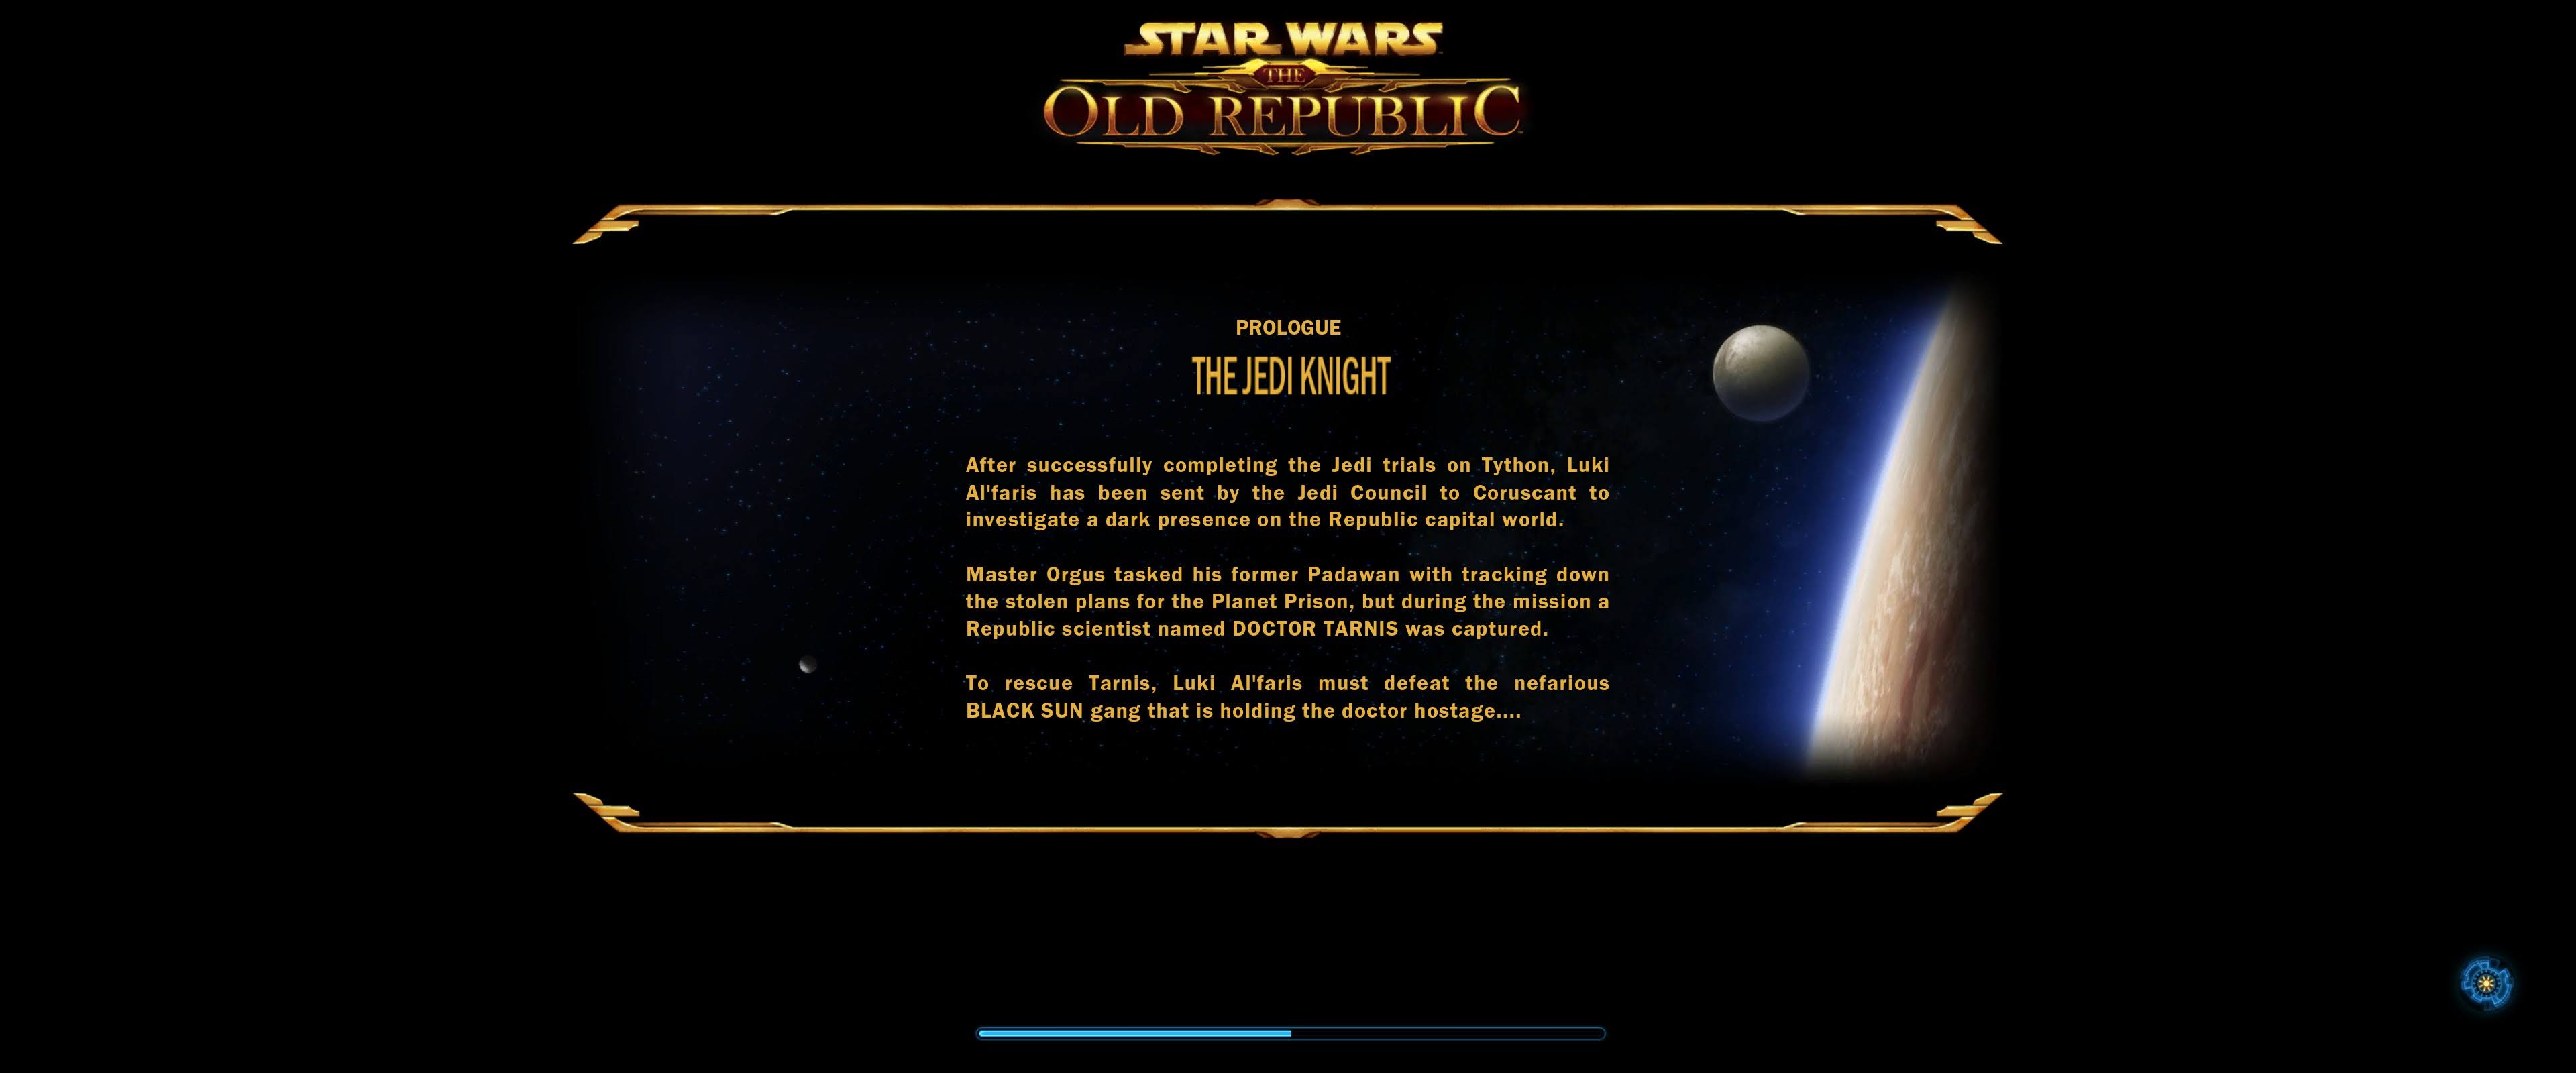 STAR WARS
THE
OLD REPUBLIC
PROLOGUE
THE JEDI KNIGHT
After successfully completing the Jedi trials on Tython, Luki
Al'faris has been sent by the Jedi Council to Coruscant to
investigate a dark presence on the Republic capital world.
Master Orgus tasked his former Padawan with tracking down
the stolen plans for the Planet Prison, but during the mission a
Republic scientist named DOCTOR TARNIS was captured.
To rescue Tarnis, Luki Al'faris must defeat the nefarious
BLACK SUN gang that is holding the doctor hostage....